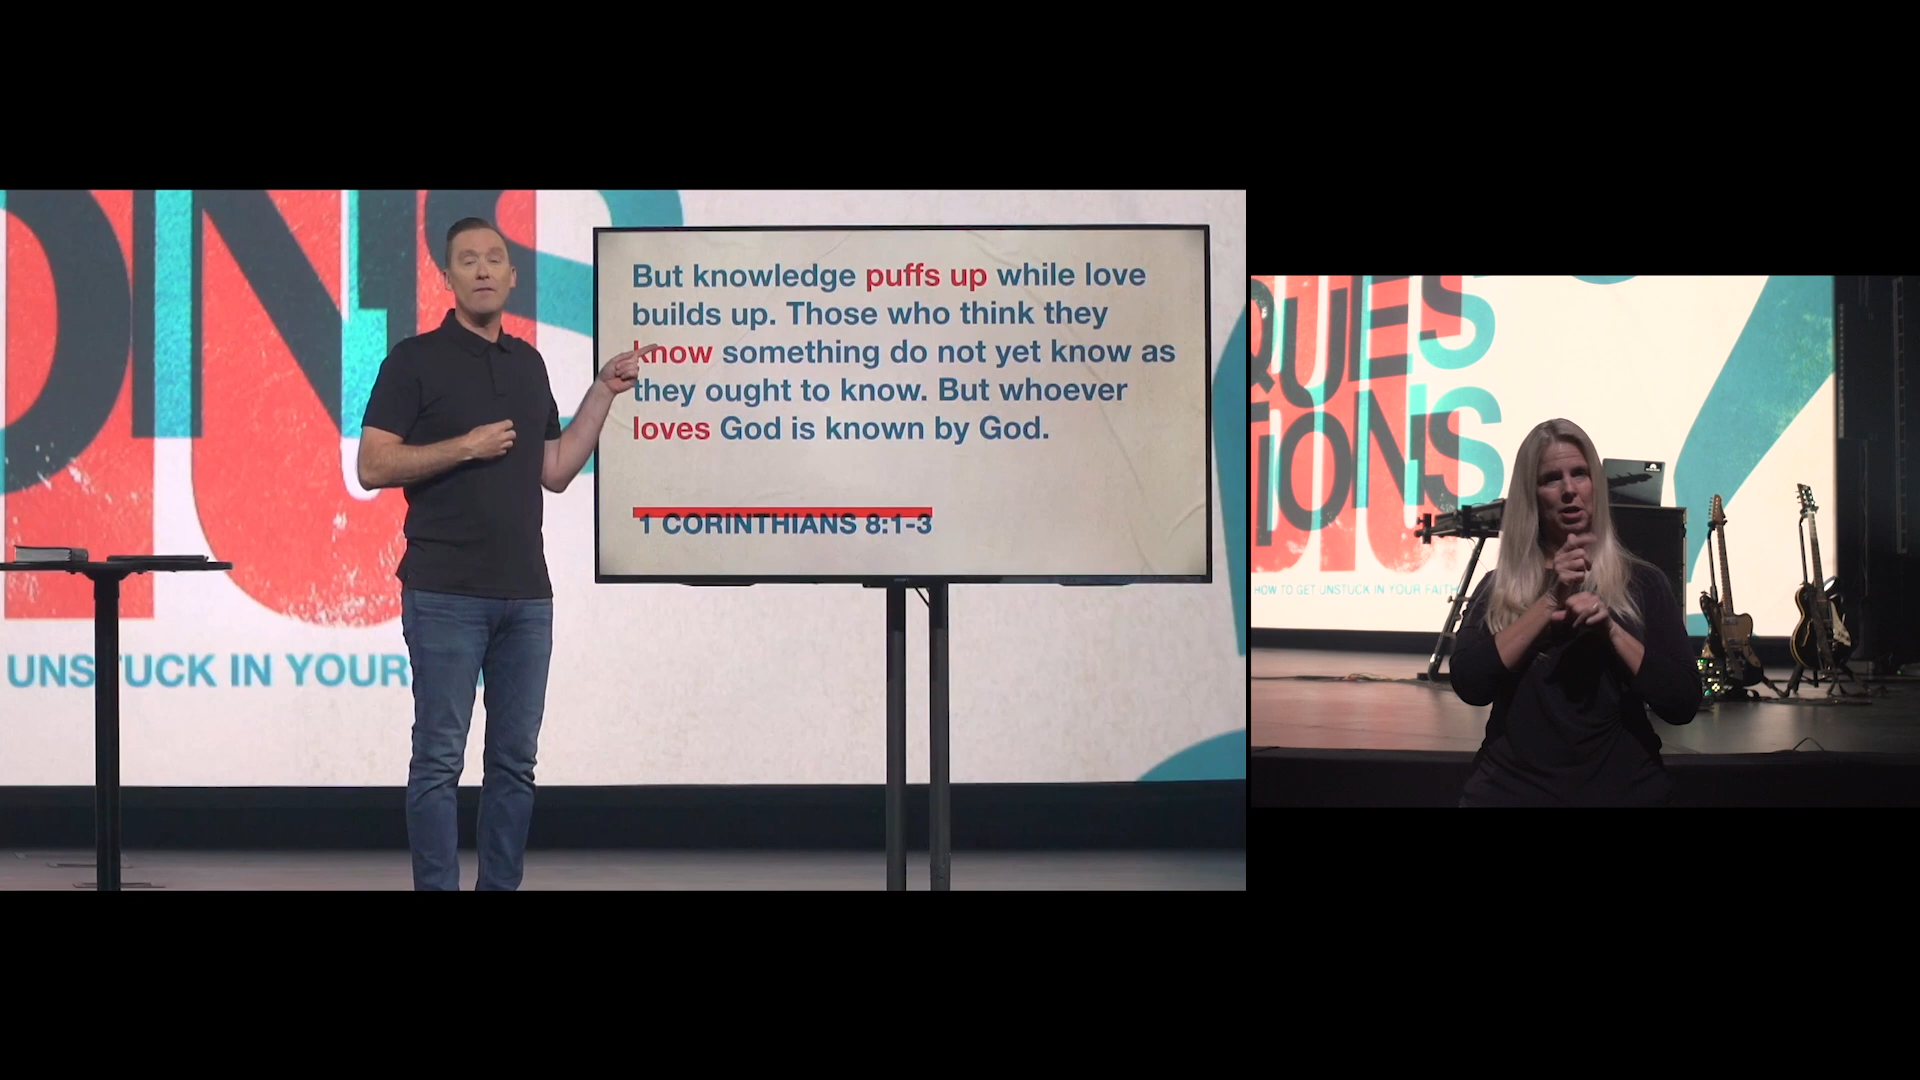 ONS
UNSTUCK IN YOUR
But knowledge puffs up while love
builds up. Those who think they
know something do not yet know as
they ought to know. But whoever
loves God is known by God.
1 CORINTHIANS 8:1-3
QUES
TIONS
HOW TO GET UNSTUCK IN YOUR FAITH